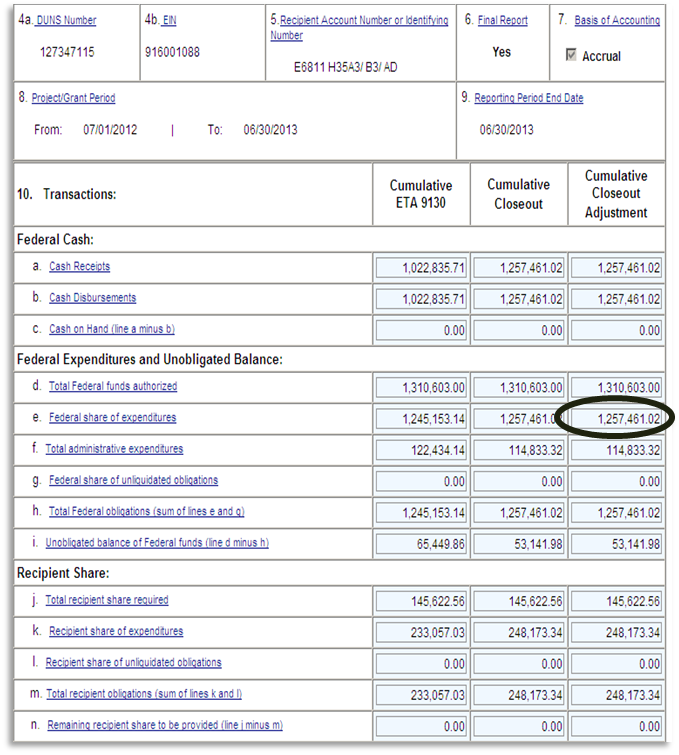 4a. DUNS Number
127347115
4b. EIN
916001088
5. Recipient Account Number or Identifying
Number
E6811 H35A3/ B3/ AD
6. Final Report
Yes
7. Basis of Accounting
Accrual
8. Project/Grant Period
From: 07/01/2012 | To: 06/30/2013
9. Reporting Period End Date
06/30/2013
10. Transactions:
Cumulative
ETA 9130
Cumulative
Closeout
Cumulative
Closeout
Adjustment
Federal Cash:
a. Cash Receipts 1,022,835.71 1,257,461.02 1,257,461.02
b. Cash Disbursements 1,022,835.71 1,257,461.02 1,257,461.02
c. Cash on Hand (line a minus b) 0.00 0.00 0.00
Federal Expenditures and Unobligated Balance:
d. Total Federal funds authorized 1,310,603.00 1,310,603.00 1,310,603.00
e. Federal share of expenditures 1,245,153.14 1,257,461.02 1,257,461.02
f. Total administrative expenditures 122,434.14 114,833.32 114,833.32
g. Federal share of unliquidated obligations 0.00 0.00 0.00
h. Total Federal obligations (sum of lines e and g) 1,245,153.14 1,257,461.02 1,257,461.02
i. Unobligated balance of Federal funds (line d minus h) 65,449.86 53,141.98 53,141.98
Recipient Share:
j. Total recipient share required 145,622.56 145,622.56 145,622.56
k. Recipient share of expenditures 233,057.03 248,173.34 248,173.34
l. Recipient share of unliquidated obligations 0.00 0.00 0.00
m. Total recipient obligations (sum of lines k and l) 233,057.03 248,173.34 248,173.34
n. Remaining recipient share to be provided (line j minus m) 0.00 0.00 0.00